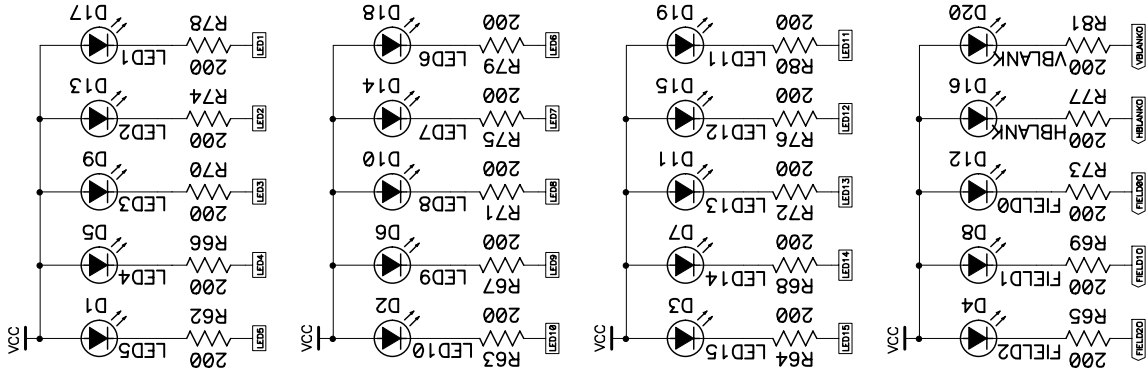 D17
R78
LED1
200
LED1
D13
R74
LED2
200
LED2
D9
R70
LED3
200
LED3
D5
R66
LED4
200
LED4
D1
R62
LED5
200
LED5
VCC
D18
200
LED6
R79
LED6
D14
200
LED7
R75
LED7
D10
200
LED8
R71
LED8
D6
200
LED9
R67
LED9
D2
200
LED10
R63
LED10
VCC
D19
200
LED11
R80
LED11
D15
200
LED12
R76
LED12
D11
200
LED13
R72
LED13
D7
200
LED14
R68
LED14
D3
200
LED15
R64
LED15
VCC
D20
R81
VBLANK
200
VBLANKO
D16
R77
HBLANK
200
HBLANKO
D12
R73
FIELD0
200
FIELD0O
D8
R69
FIELD1
200
FIELD1O
D4
R65
FIELD2
200
FIELD2O
VCC